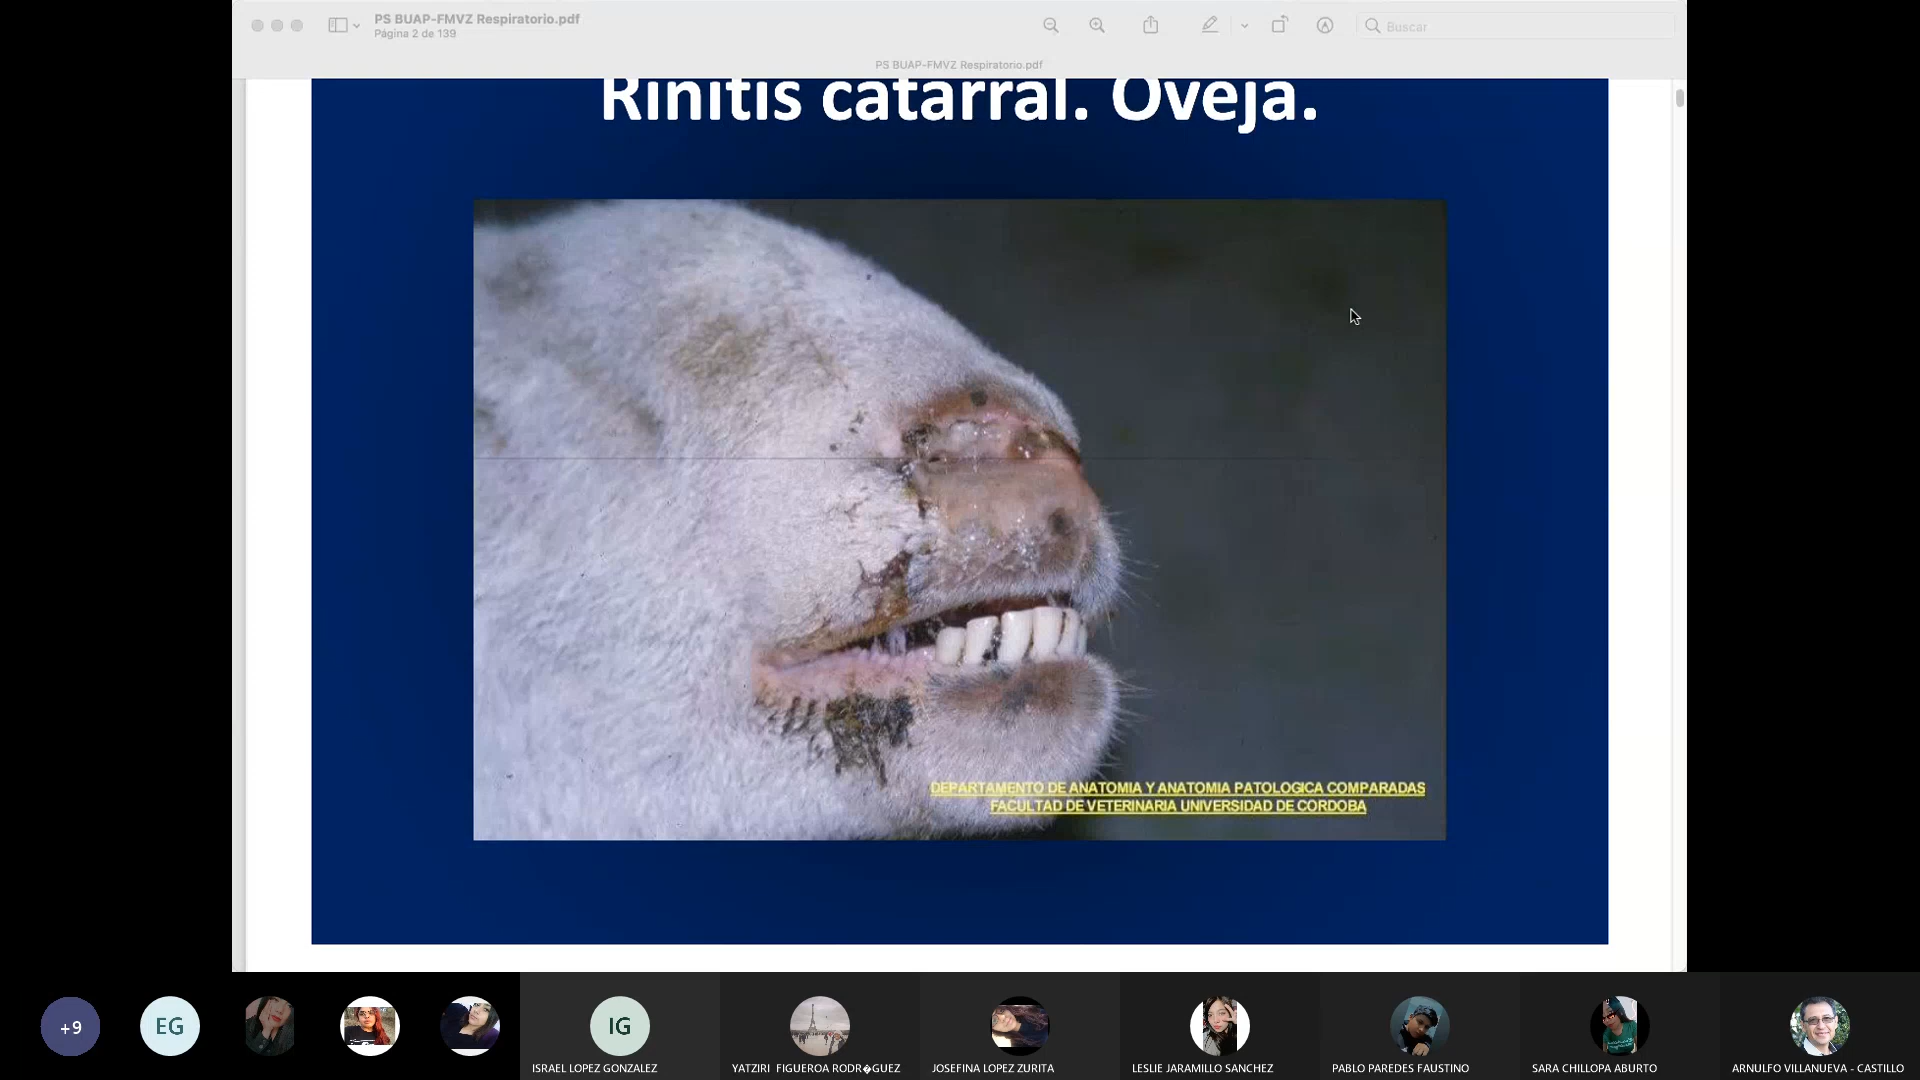 PS BUAP-FMVZ Respiratorio.pdf
Página 2 de 139
Buscar
PS BUAP-FMVZ Respiratorio.pdf
Rinitis catarral. Oveja.
DEPARTAMENTO DE ANATOMIA Y ANATOMIA PATOLOGICA COMPARADAS
FACULTAD DE VETERINARIA UNIVERSIDAD DE CORDOBA
+9
EG
IG
ISRAEL LOPEZ GONZALEZ
YATZIRI FIGUEROA RODR�GUEZ
JOSEFINA LOPEZ ZURITA
LESLIE JARAMILLO SANCHEZ
PABLO PAREDES FAUSTINO
SARA CHILLOPA ABURTO
ARNULFO VILLANUEVA - CASTILLO